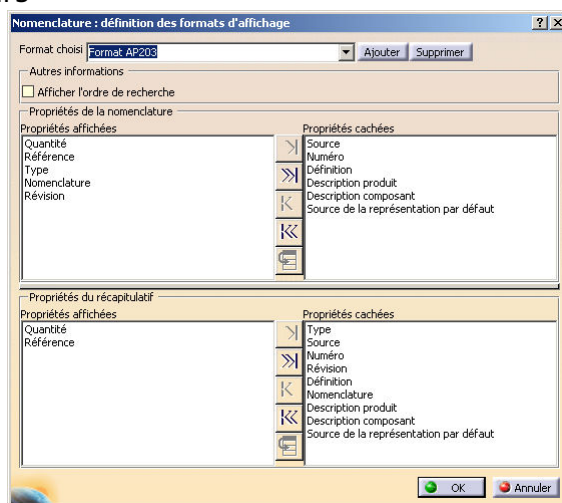 Nomenclature : définition des formats d'affichage
Format choisi Format AP203 Ajouter Supprimer
Autres informations
Afficher l'ordre de recherche
Propriétés de la nomenclature
Propriétés affichées Propriétés cachées
Quantité Source
Référence Numéro
Type Définition
Nomenclature Description produit
Révision Description composant
Source de la représentation par défaut
Propriétés du récapitulatif
Propriétés affichées Propriétés cachées
Quantité Type
Référence Source
Numéro
Révision
Définition
Nomenclature
Description produit
Description composant
Source de la représentation par défaut
OK Annuler